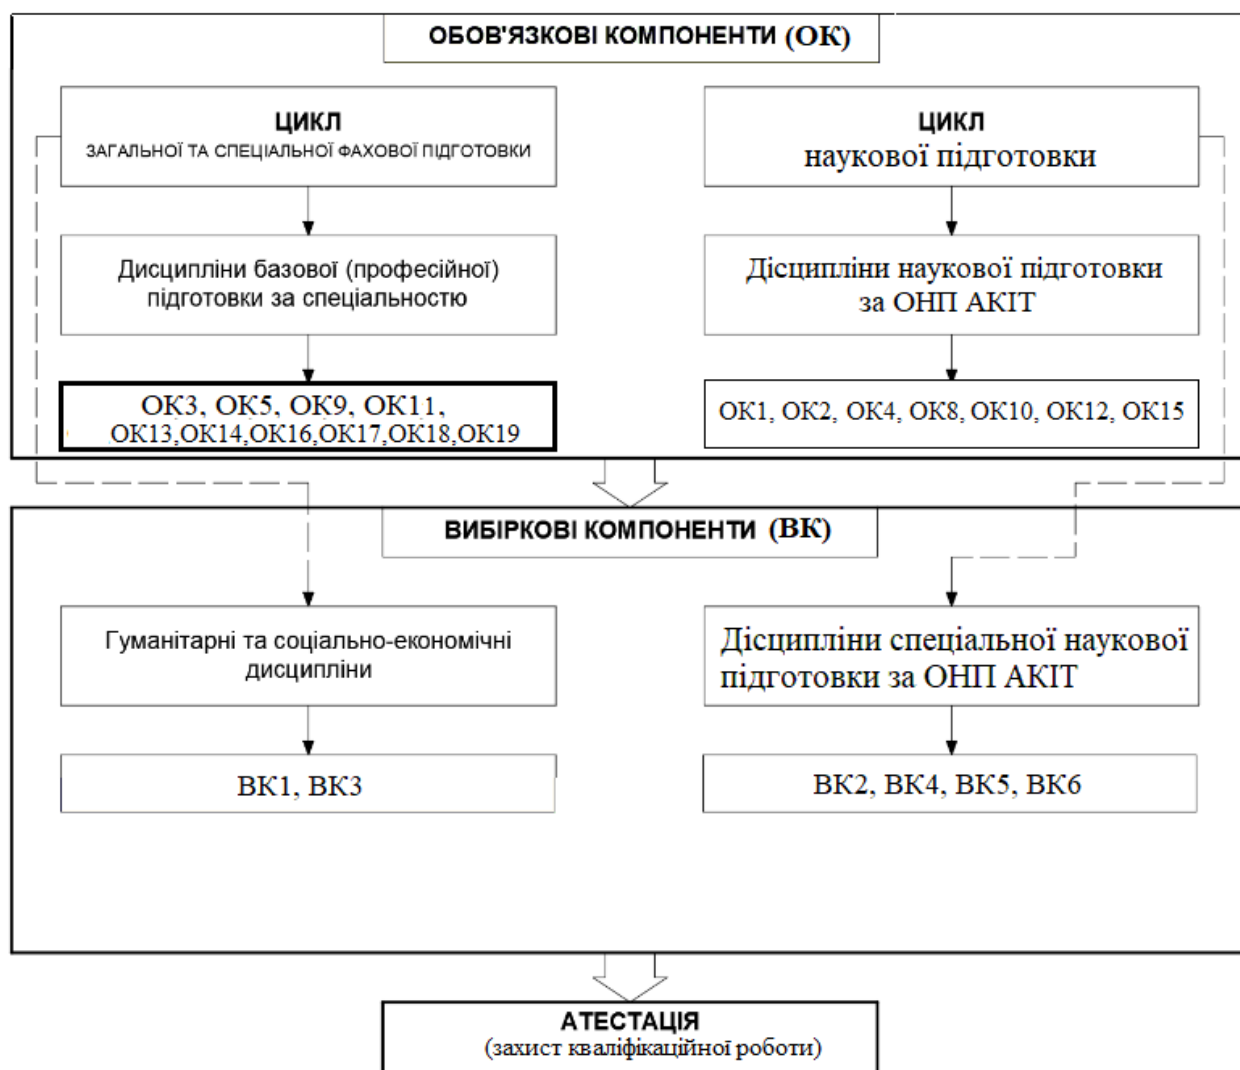 ОБОВ'ЯЗКОВІ КОМПОНЕНТИ (ОК)
ЦИКЛ
ЗАГАЛЬНОЇ ТА СПЕЦІАЛЬНОЇ ФАХОВОЇ ПІДГОТОВКИ
Дисципліни базової (професійної)
підготовки за спеціальністю
ОК3, ОК5, ОК9, ОК11,
ОК13,ОК14,ОК16,ОК17,ОК18,ОК19
ЦИКЛ
наукової підготовки
Дісципліни наукової підготовки
за ОНП АКІТ
ОК1, ОК2, ОК4, ОК8, ОК10, ОК12, ОК15
ВИБІРКОВІ КОМПОНЕНТИ (ВК)
Гуманітарні та соціально-економічні
дисципліни
ВК1, ВК3
Дісципліни спеціальної наукової
підготовки за ОНП АКІТ
ВК2, ВК4, ВК5, ВК6
АТЕСТАЦІЯ
(захист кваліфікаційної роботи)